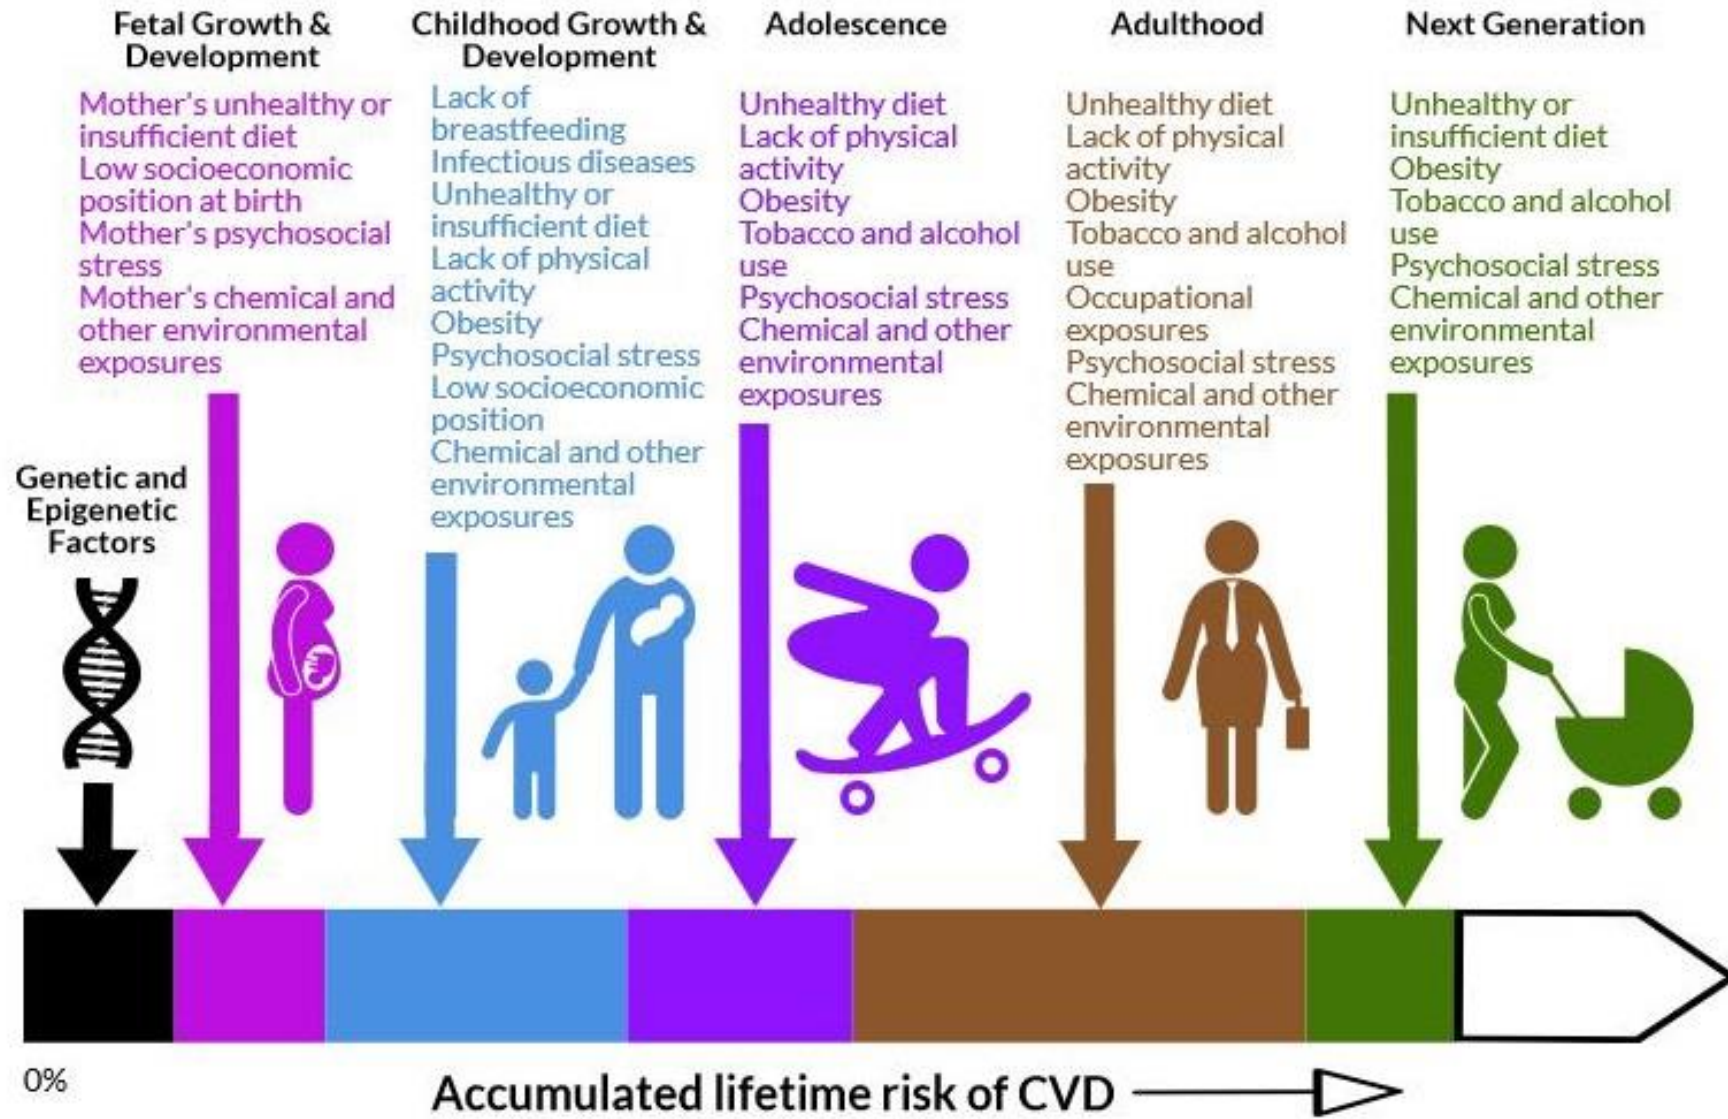 Fetal Growth &
Development
Mother's unhealthy or
insufficient diet
Low socioeconomic
position at birth
Mother's psychosocial
stress
Mother's chemical and
other environmental
exposures
Childhood Growth &
Development
Lack of
breastfeeding
Infectious diseases
Unhealthy or
insufficient diet
Lack of physical
activity
Obesity
Psychosocial stress
Low socioeconomic
position
Chemical and other
environmental
exposures
Adolescence
Unhealthy diet
Lack of physical
activity
Obesity
Tobacco and alcohol
use
Psychosocial stress
Chemical and other
environmental
exposures
Adulthood
Unhealthy diet
Lack of physical
activity
Obesity
Tobacco and alcohol
use
Occupational
exposures
Psychosocial stress
Chemical and other
environmental
exposures
Next Generation
Unhealthy or
insufficient diet
Obesity
Tobacco and alcohol
use
Psychosocial stress
Chemical and other
environmental
exposures
Genetic and
Epigenetic
Factors
0%
Accumulated lifetime risk of CVD